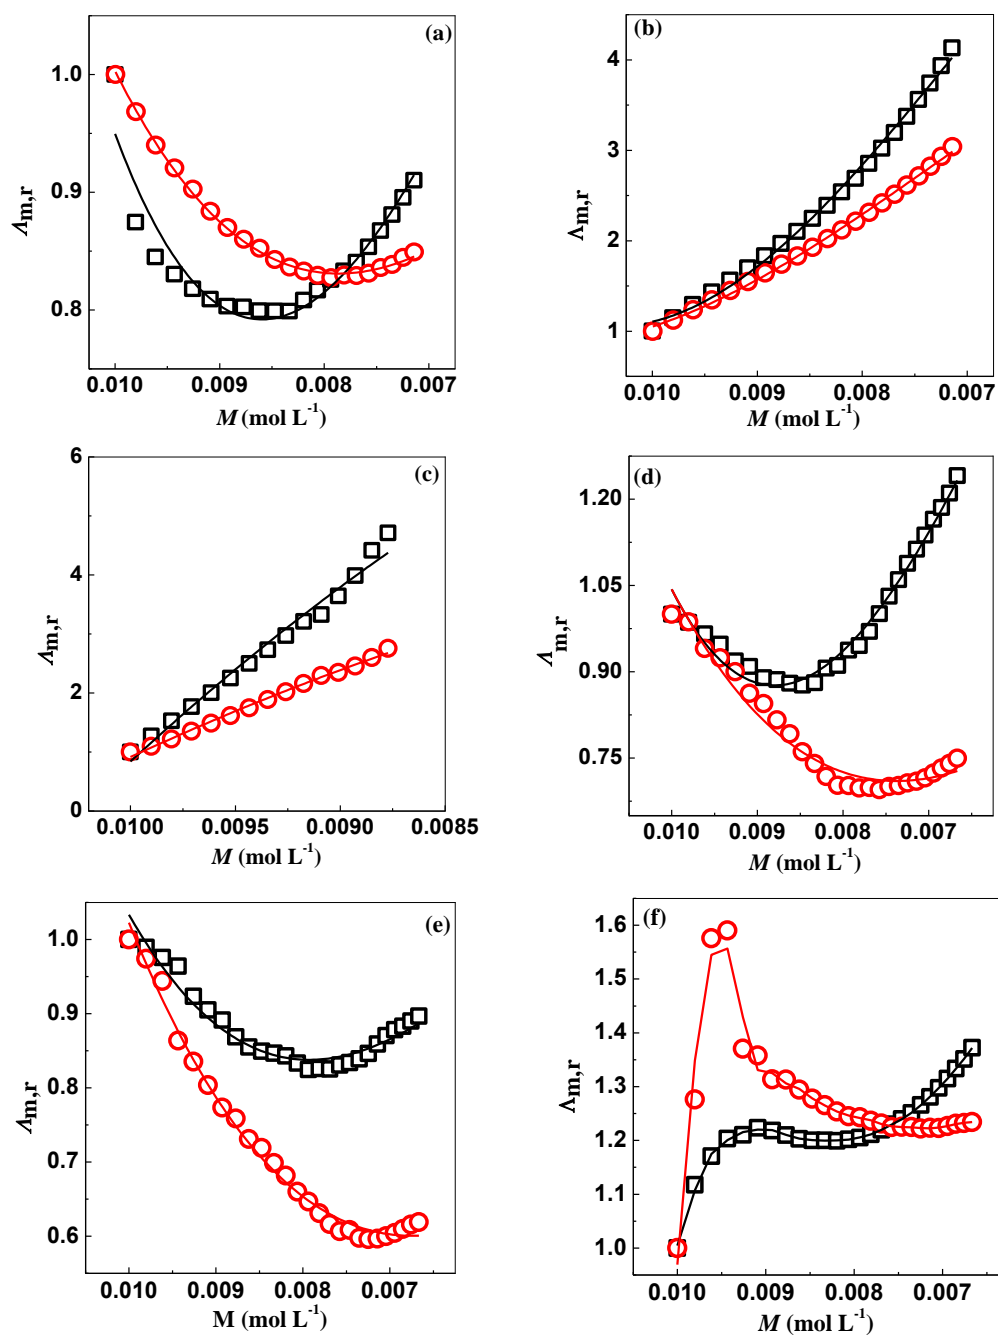 (a)
1.0
0.9
0.8
Λm,r
0.010 0.009 0.008 0.007
M (mol L-1)
(b)
4
3
2
1
Λm,r
0.010 0.009 0.008 0.007
M (mol L-1)
(c)
6
4
2
0
Λm,r
0.0100 0.0095 0.0090 0.0085
M (mol L-1)
(d)
1.20
1.05
0.90
0.75
Λm,r
0.010 0.009 0.008 0.007
M (mol L-1)
(e)
1.0
0.9
0.8
0.7
0.6
Λm,r
0.010 0.009 0.008 0.007
M (mol L-1)
(f)
1.6
1.5
1.4
1.3
1.2
1.1
1.0
Λm,r
0.010 0.009 0.008 0.007
M (mol L-1)